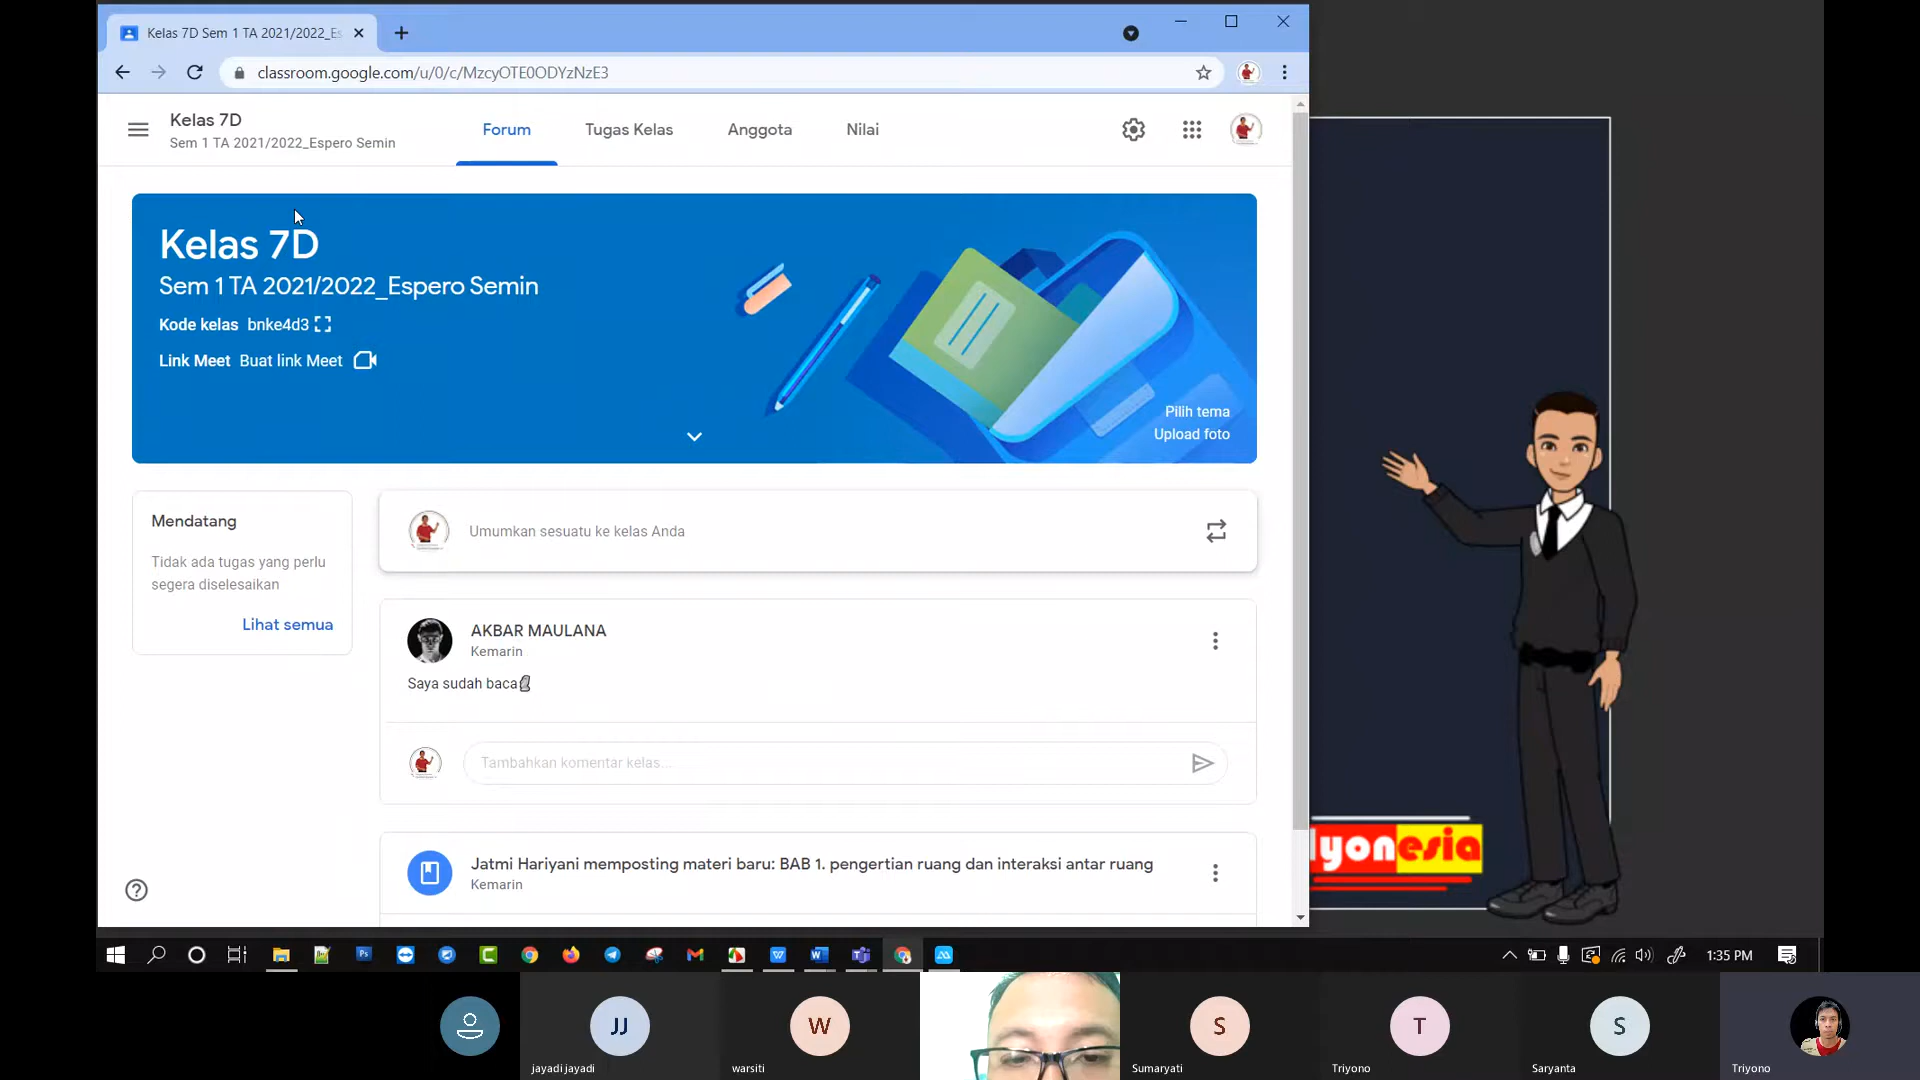 Kelas 7D Sem 1 TA 2021/2022_Es
classroom.google.com/u/0/c/MzcyOTE0ODYzNzE3
Kelas 7D
Sem 1 TA 2021/2022_Espero Semin
Forum
Tugas Kelas
Anggota
Nilai
Kelas 7D
Sem 1 TA 2021/2022_Espero Semin
Kode kelas bnke4d3
Link Meet Buat link Meet
Pilih tema
Upload foto
Mendatang
Tidak ada tugas yang perlu
segera diselesaikan
Lihat semua
Umumkan sesuatu ke kelas Anda
AKBAR MAULANA
Kemarin
Saya sudah baca🗿
Tambahkan komentar kelas...
Jatmi Hariyani memposting materi baru: BAB 1. pengertian ruang dan interaksi antar ruang
Kemarin
lyonesia
1:35 PM
JJ
jayadi jayadi
W
warsiti
S
Sumaryati
T
Triyono
S
Saryanta
Triyono